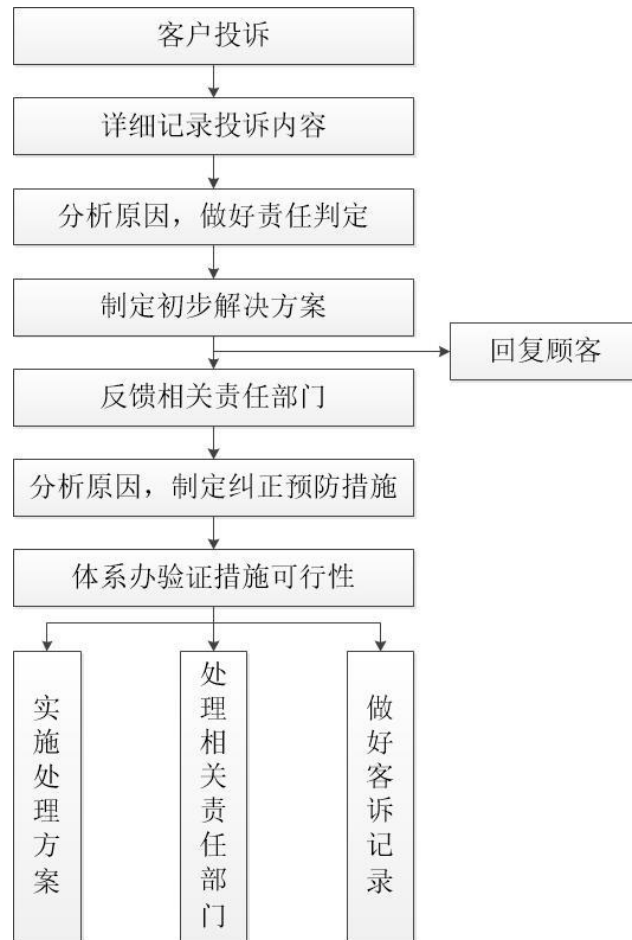 客户投诉
详细记录投诉内容
分析原因，做好责任判定
制定初步解决方案
回复顾客
反馈相关责任部门
分析原因，制定纠正预防措施
体系办验证措施可行性
实施处理方案
处理相关责任部门
做好客诉记录